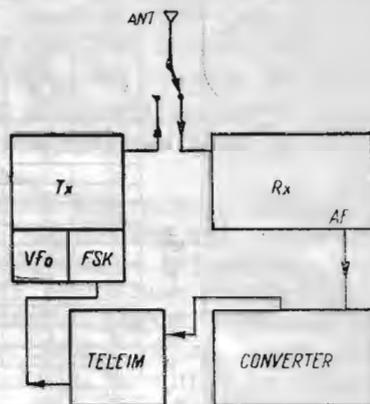 ANT
Tx
Rx
AF
Vfo
FSK
TELEIM
CONVERTER